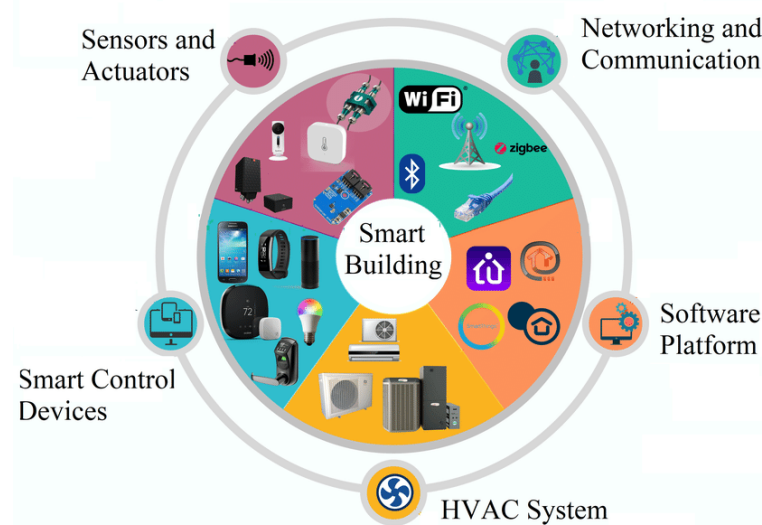 Sensors and
Actuators
Networking and
Communication
WiFi
zigbee
Smart
Building
72
Smart Control
Devices
Software
Platform
HVAC System